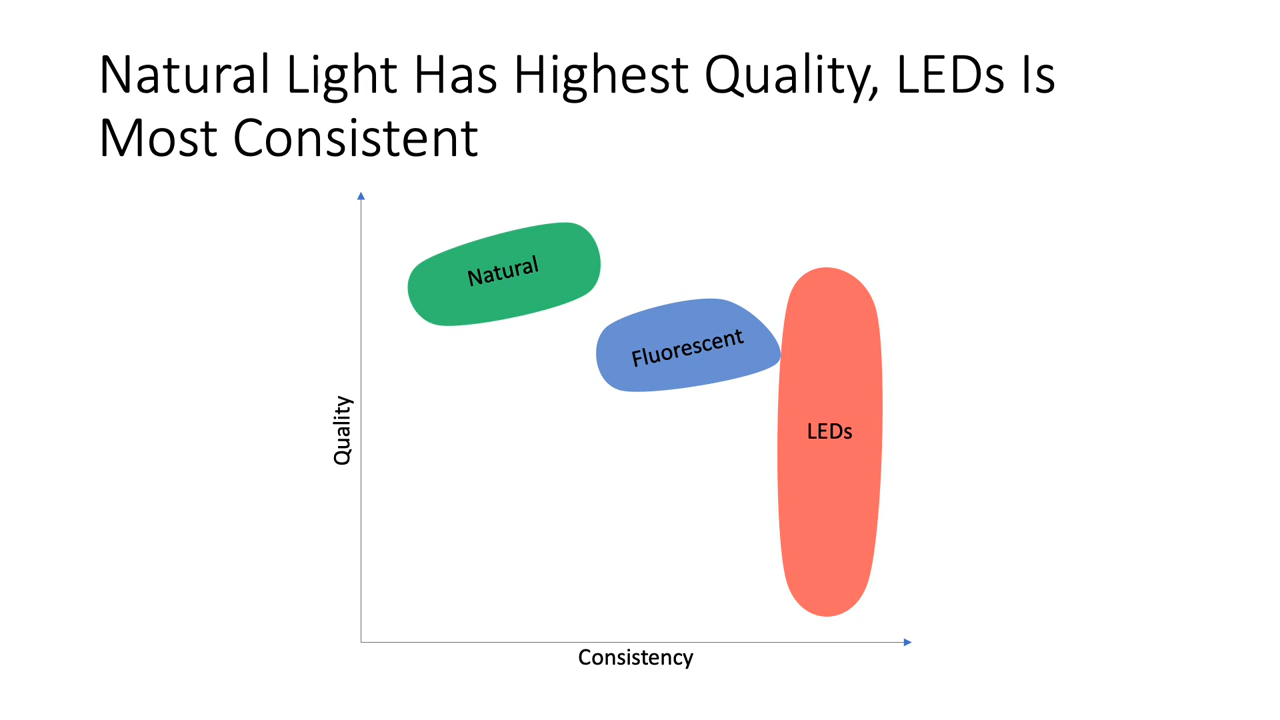 Natural Light Has Highest Quality, LEDs Is
Most Consistent
Natural
Fluorescent
LEDs
Quality
Consistency